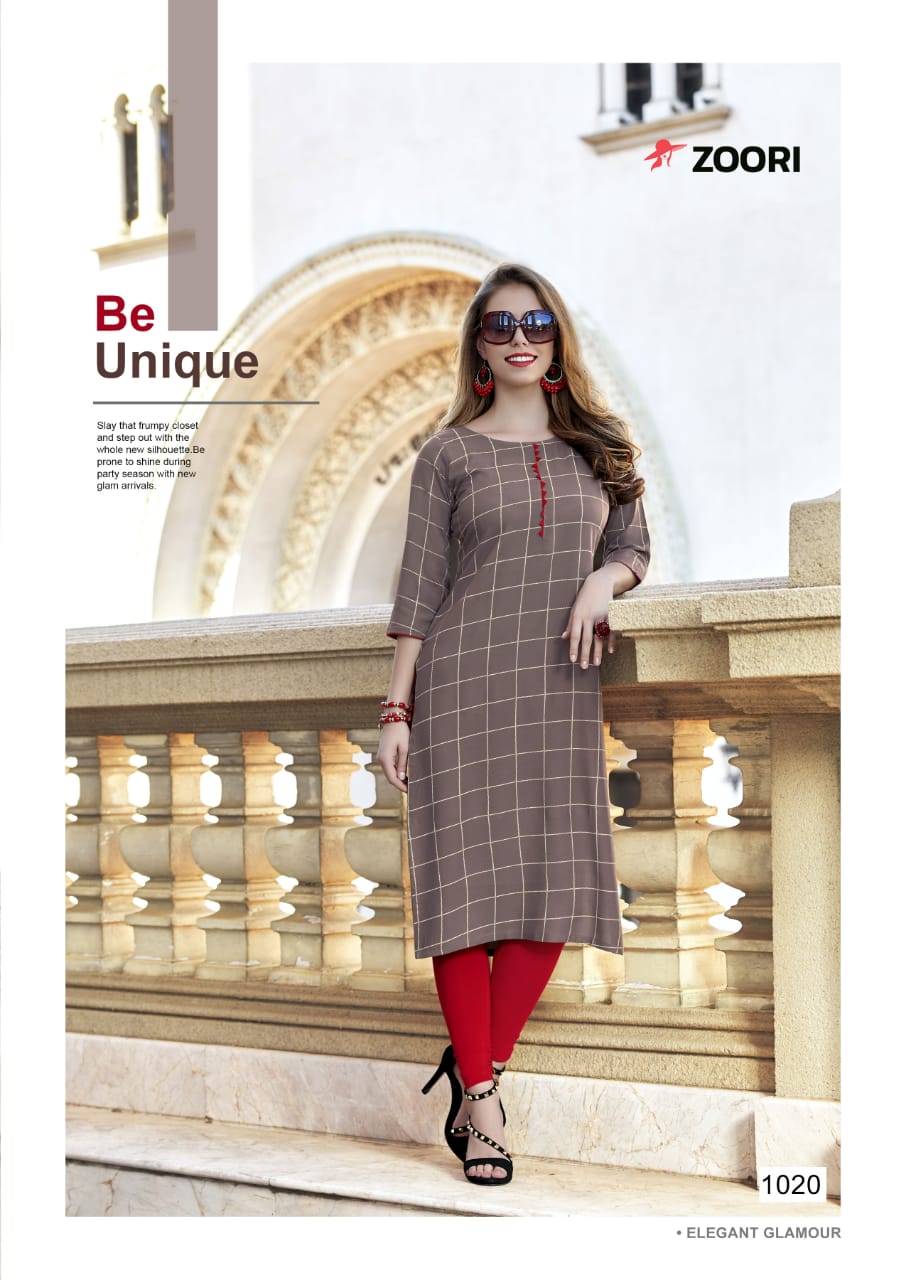 ZOORI
Be
Unique
Slay that frumpy closet
and step out with the
whole new silhouette.Be
prone to shine during
party season with new
glam arrivals.
1020
• ELEGANT GLAMOUR